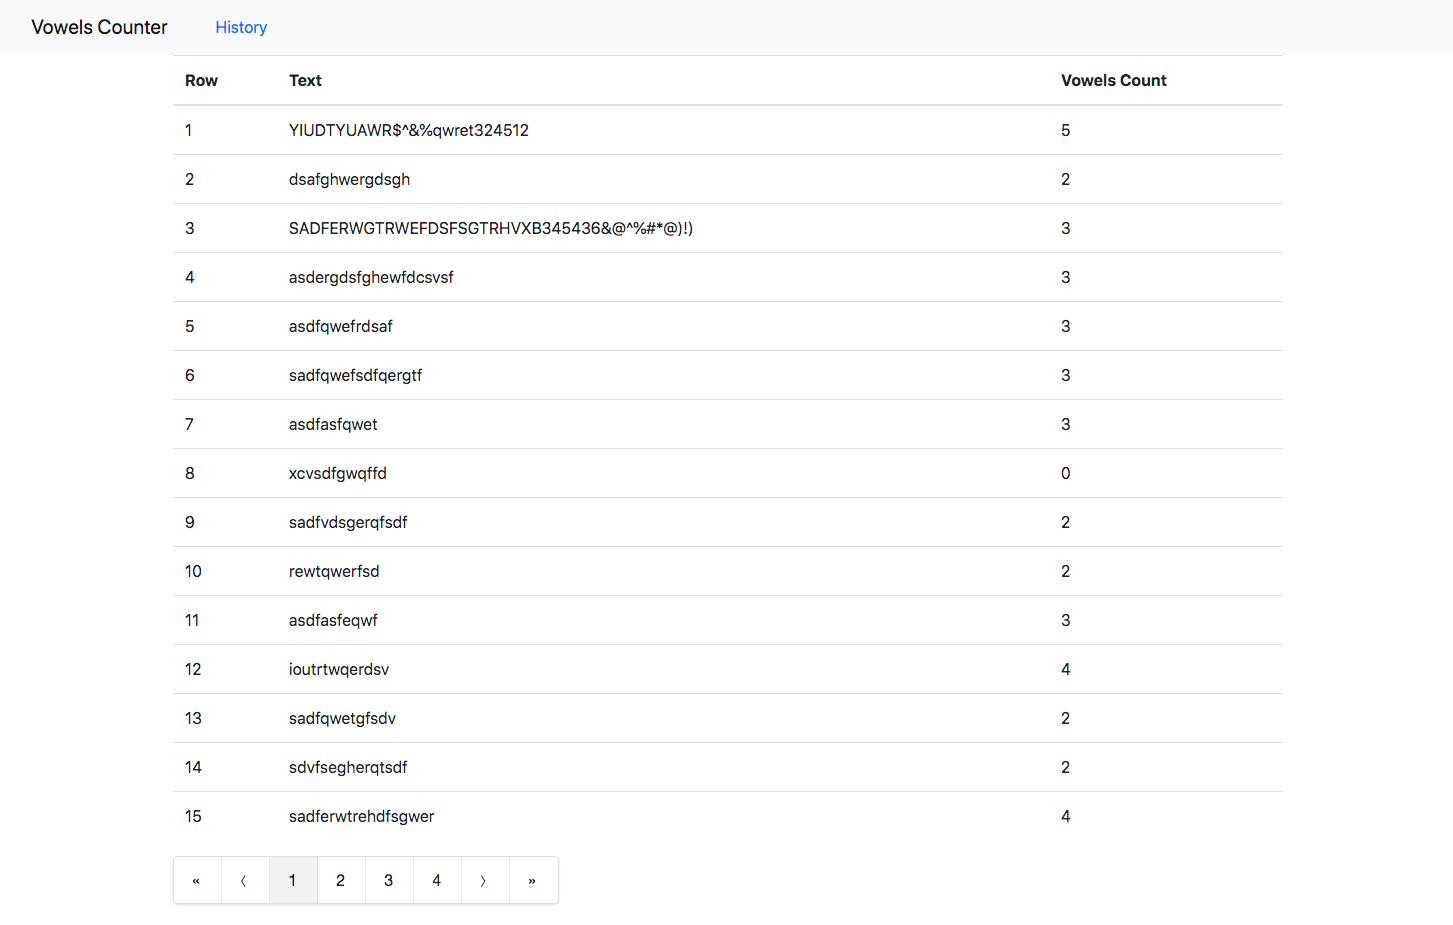 Vowels Counter History
Row Text Vowels Count
1 YIUDTYUAWR$^&%qwret324512 5
2 dsafghwergdsgh 2
3 SADFERWGTRWEFDSFSGTRHVXB345436&@^%#*@)!) 3
4 asdergdsfghewfdcsvsf 3
5 asdfqwefrdsaf 3
6 sadfqwefsdfqergtf 3
7 asdfasfqwet 3
8 xcvsdfgwqffd 0
9 sadfvdsgerqfsdf 2
10 rewtqwerfsd 2
11 asdfasfeqwf 3
12 ioutrtwqerdsv 4
13 sadfqwetgfsdv 2
14 sdvfsegherqtsdf 2
15 sadferwtrehdfsgwer 4
« 〈 1 2 3 4 〉 »